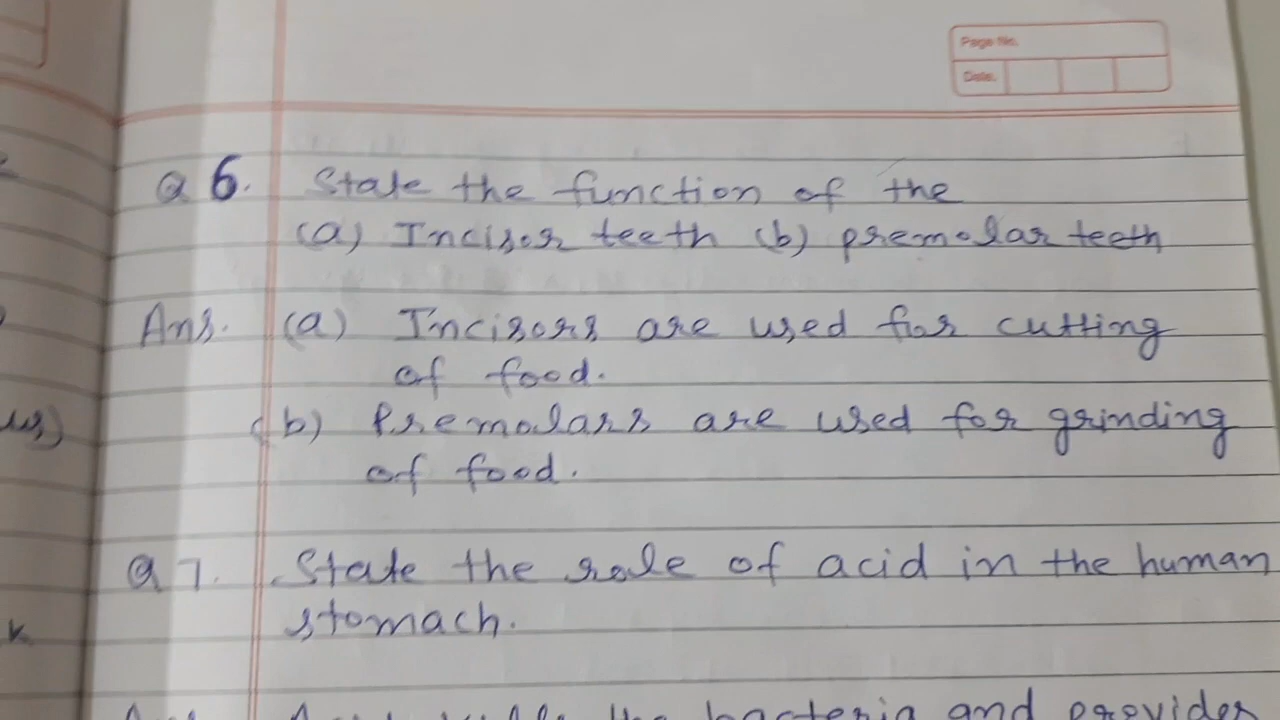 Page No.
Date.
Q 6. State the function of the
(a) Incisor teeth (b) premolar teeth
Ans. (a) Incisors are used for cutting
of food.
(b) Premolars are used for grinding
of food.
Q 7. State the role of acid in the human
stomach.
the bacteria and provides